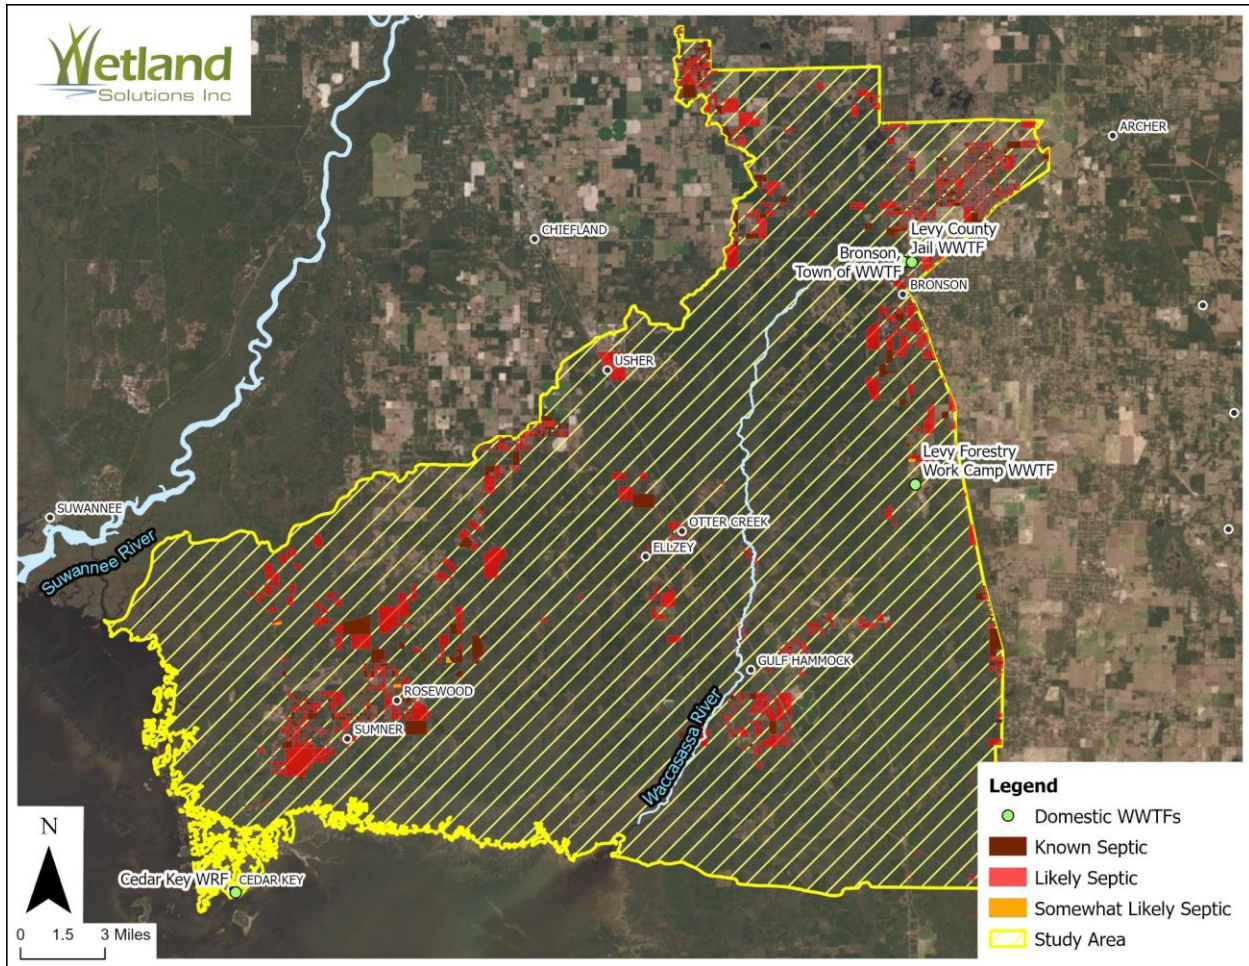 Wetland
Solutions Inc
ARCHER
CHIEFLAND
Levy County
Jail WWTF
Bronson,
Town of WWTF
BRONSON
USHER
Levy Forestry
Work Camp WWTF
SUWANNEE
Suwannee River
OTTER CREEK
ELLZEY
GULF HAMMOCK
ROSEWOOD
SUMNER
Waccasassa River
Cedar Key WRF
CEDAR KEY
N
0 1.5 3 Miles
Legend
Domestic WWTFs
Known Septic
Likely Septic
Somewhat Likely Septic
Study Area